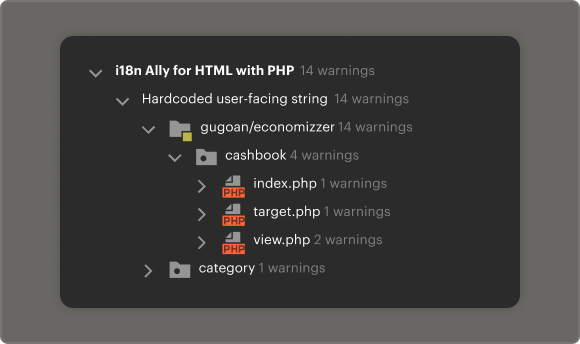 i18n Ally for HTML with PHP 14 warnings
Hardcoded user-facing string 14 warnings
gugoan/economizzer 14 warnings
cashbook 4 warnings
PHP index.php 1 warnings
PHP target.php 1 warnings
PHP view.php 2 warnings
category 1 warnings